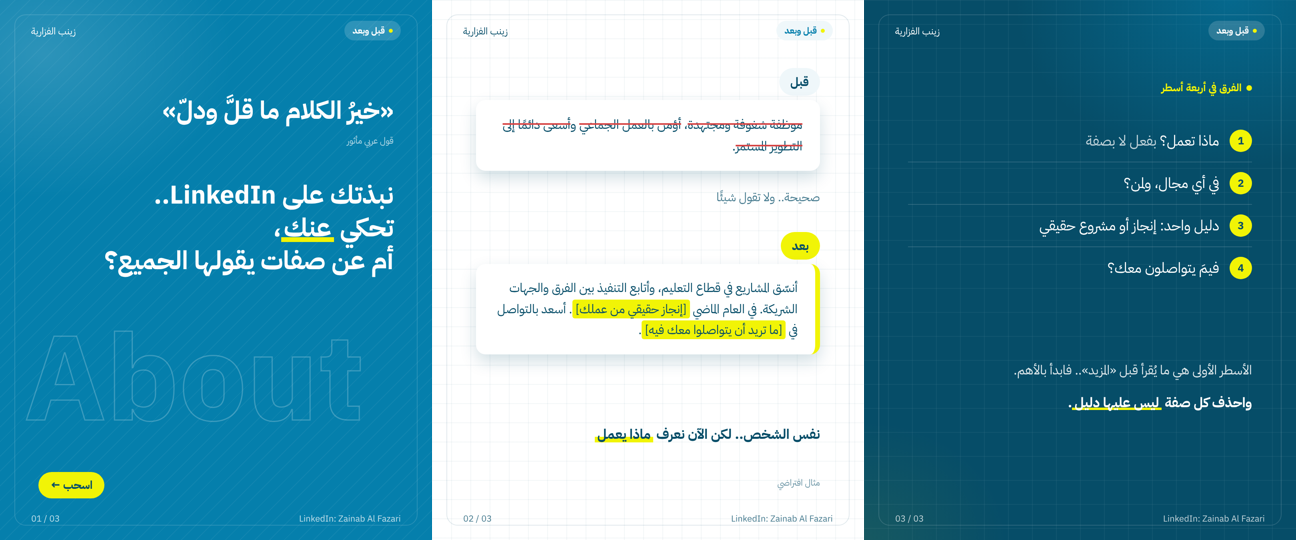 قبل وبعد
زينب الفزارية
«خيرُ الكلام ما قلَّ ودلّ»
قول عربي مأثور
نبذتك على LinkedIn..
تحكي عنك،
أم عن صفات يقولها الجميع؟
About
اسحب ←
01 / 03
LinkedIn: Zainab Al Fazari
قبل وبعد
زينب الفزارية
قبل
موظفة شغوفة ومجتهدة، أؤمن بالعمل الجماعي وأسعى دائمًا إلى
التطوير المستمر.
صحيحة.. ولا تقول شيئًا
بعد
أنسّق المشاريع في قطاع التعليم، وأتابع التنفيذ بين الفرق والجهات
الشريكة. في العام الماضي [إنجاز حقيقي من عملك]. أسعد بالتواصل
في [ما تريد أن يتواصلوا معك فيه].
نفس الشخص.. لكن الآن نعرف ماذا يعمل
مثال افتراضي
02 / 03
LinkedIn: Zainab Al Fazari
قبل وبعد
زينب الفزارية
الفرق في أربعة أسطر
1 ماذا تعمل؟ بفعل لا بصفة
2 في أي مجال، ولمن؟
3 دليل واحد: إنجاز أو مشروع حقيقي
4 فيمَ يتواصلون معك؟
الأسطر الأولى هي ما يُقرأ قبل «المزيد».. فابدأ بالأهم.
واحذف كل صفة ليس عليها دليل.
03 / 03
LinkedIn: Zainab Al Fazari